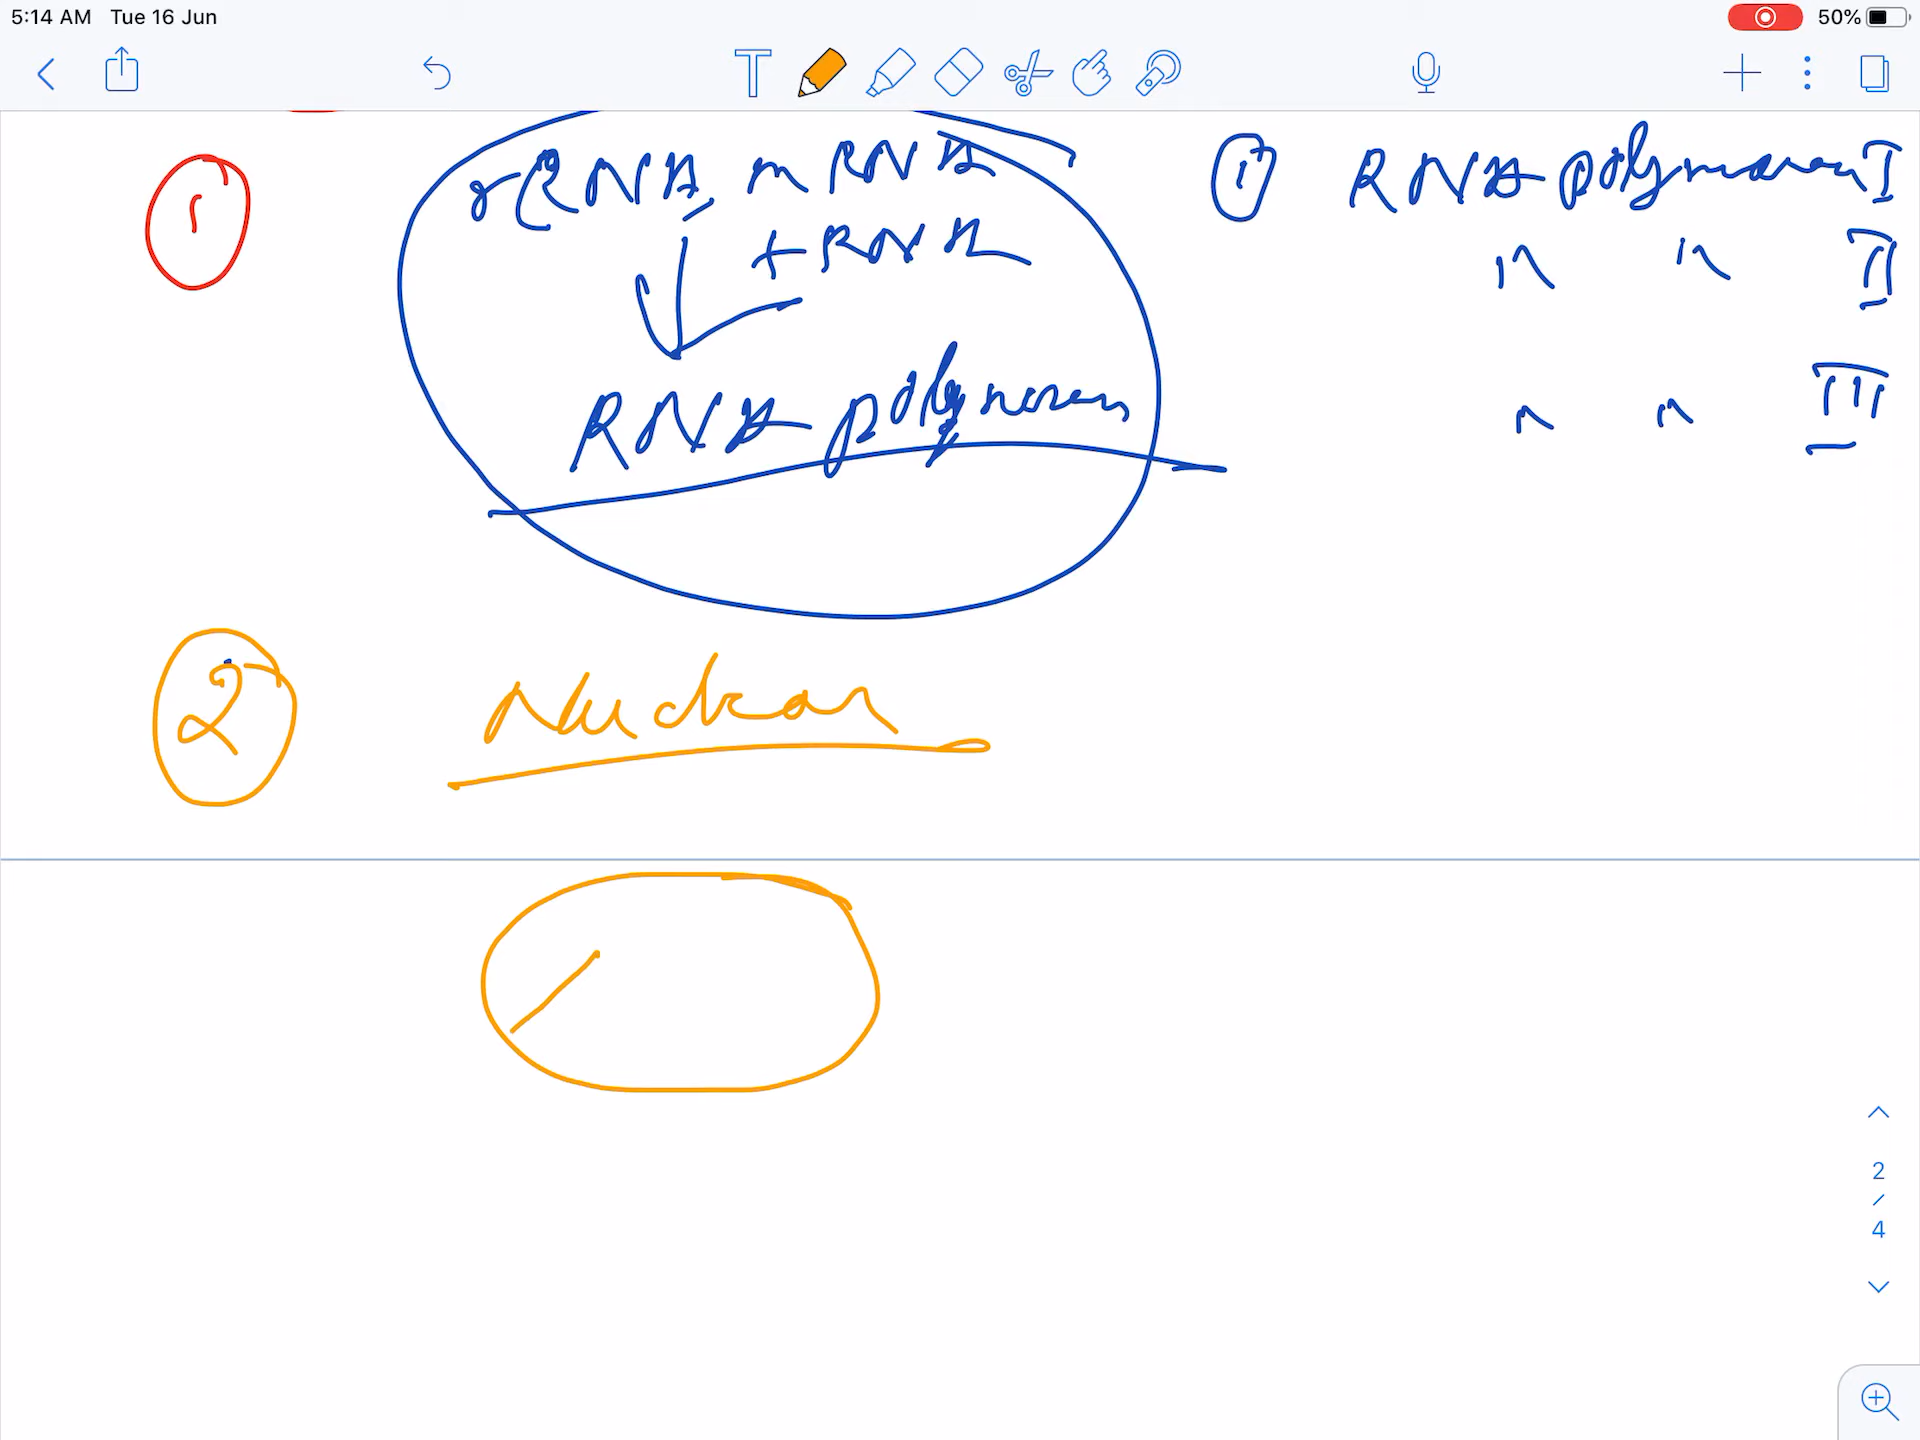 5:14 AM Tue 16 Jun
50%
T
1
rRNA mRNA
tRNA
RNA polymerase
1 RNA polymerase I
" " II
" " III
2
Nuclear
2
/
4